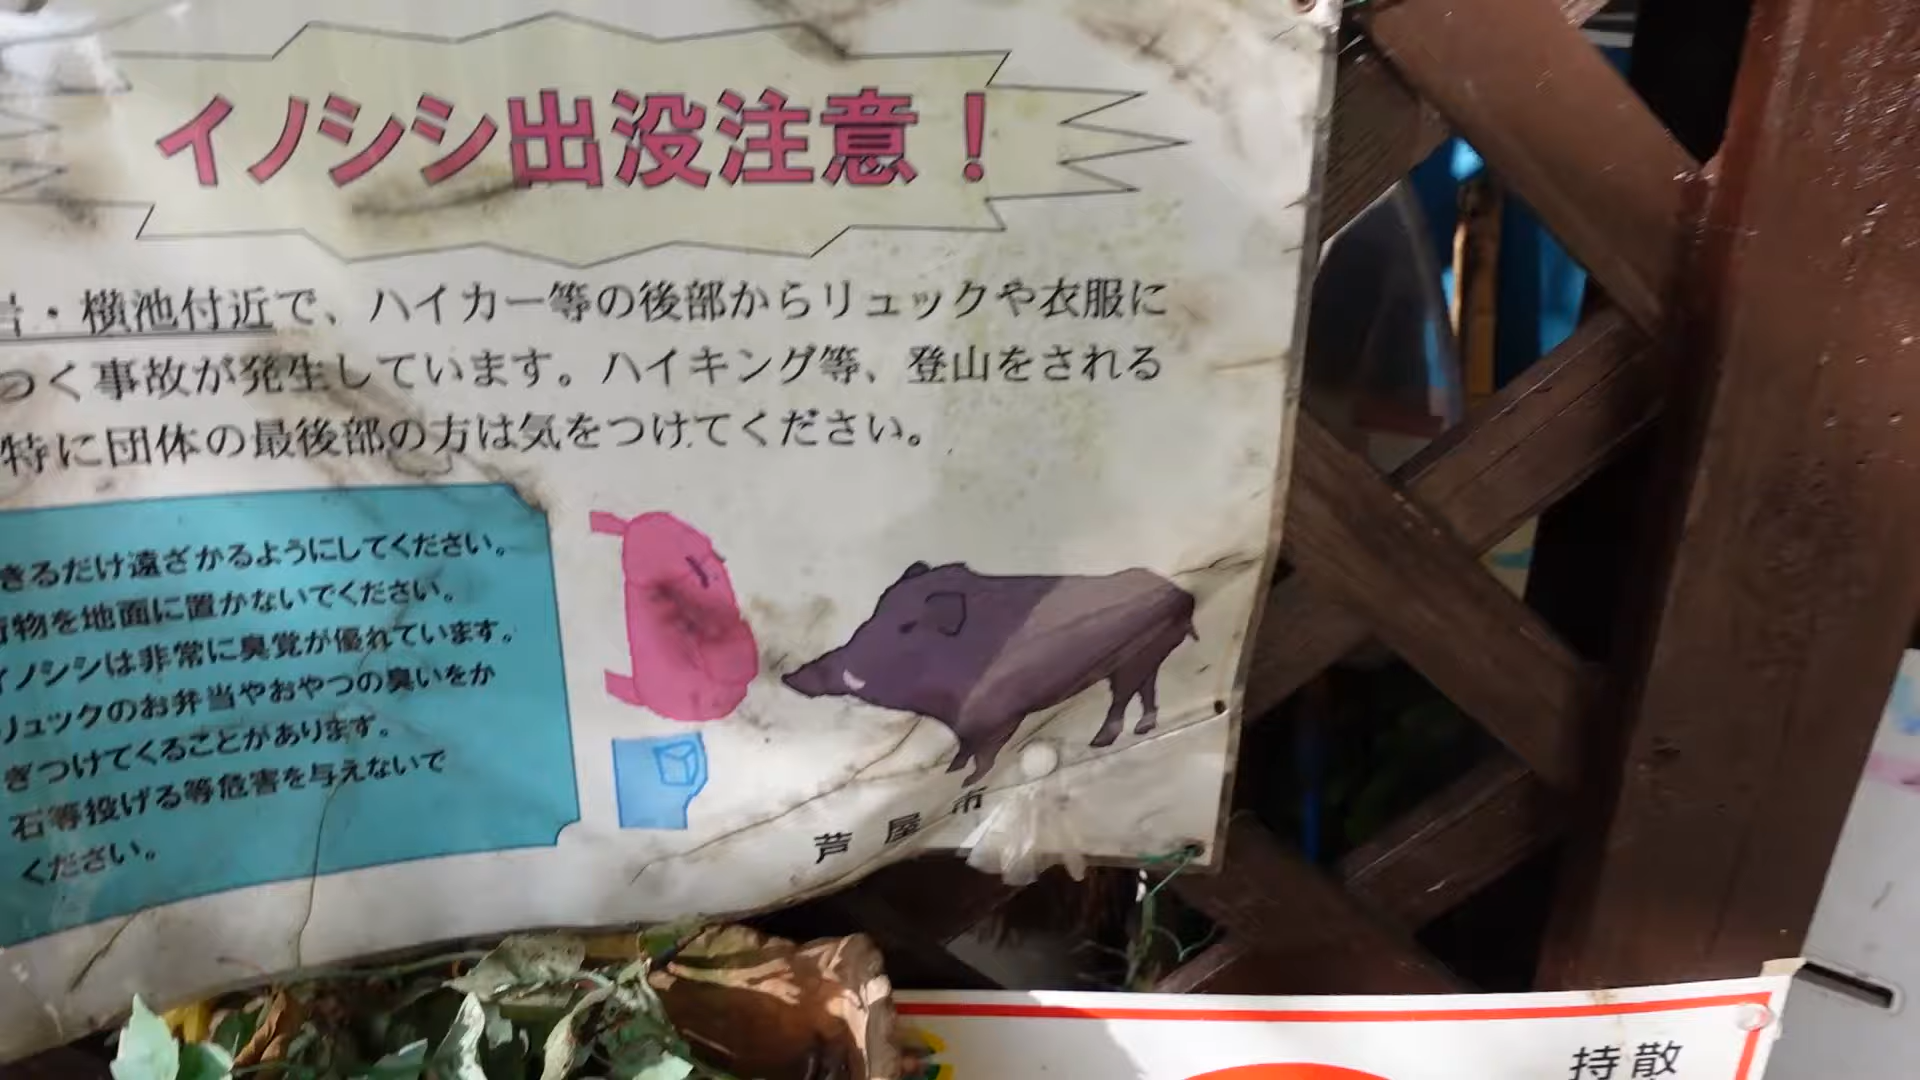 イノシシ出没注意！
・横池付近で、ハイカー等の後部からリュックや衣服に
つく事故が発生しています。ハイキング等、登山をされる
特に団体の最後部の方は気をつけてください。
きるだけ遠ざかるようにしてください。
物を地面に置かないでください。
イノシシは非常に臭覚が優れています。
リュックのお弁当やおやつの臭いをか
ぎつけてくることがあります。
石等投げる等危害を与えないで
ください。
芦屋市
持散